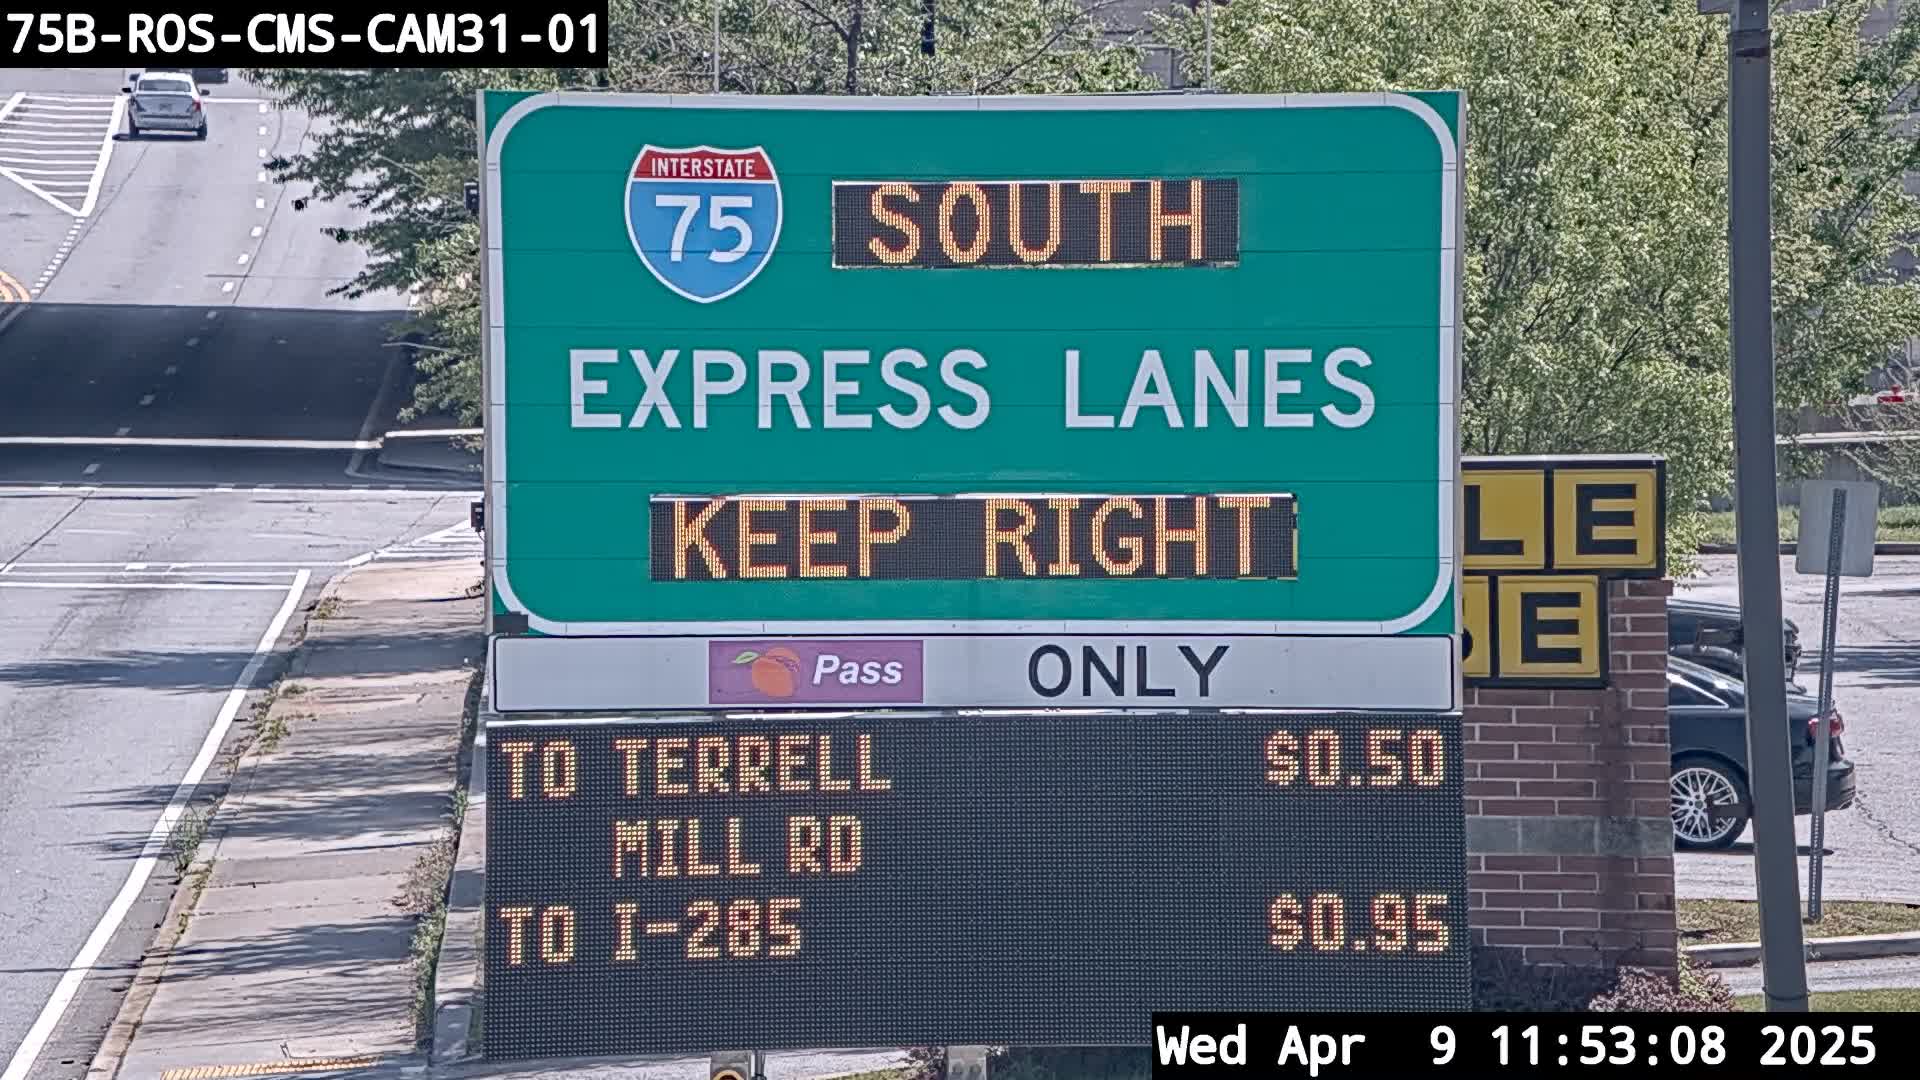 75B-ROS-CMS-CAM31-01
INTERSTATE
75
SOUTH
EXPRESS LANES
KEEP RIGHT
Pass ONLY
TO TERRELL $0.50
MILL RD
TO I-285 $0.95
LE
E
Wed Apr 9 11:53:08 2025